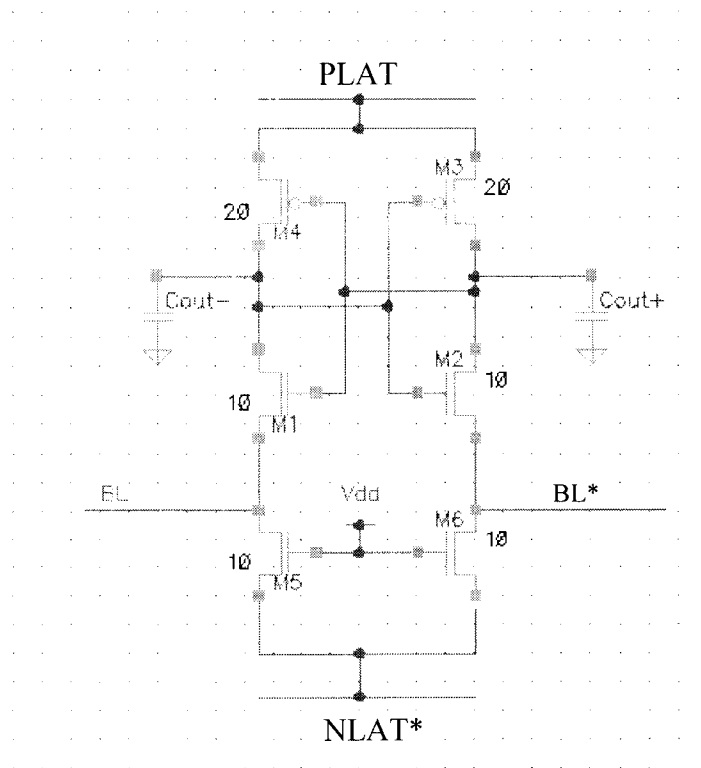 PLAT
M3
20
20
M4
Cout-
Cout+
M2
10
10
M1
BL
Vdd
BL*
M6
10
10
M5
NLAT*